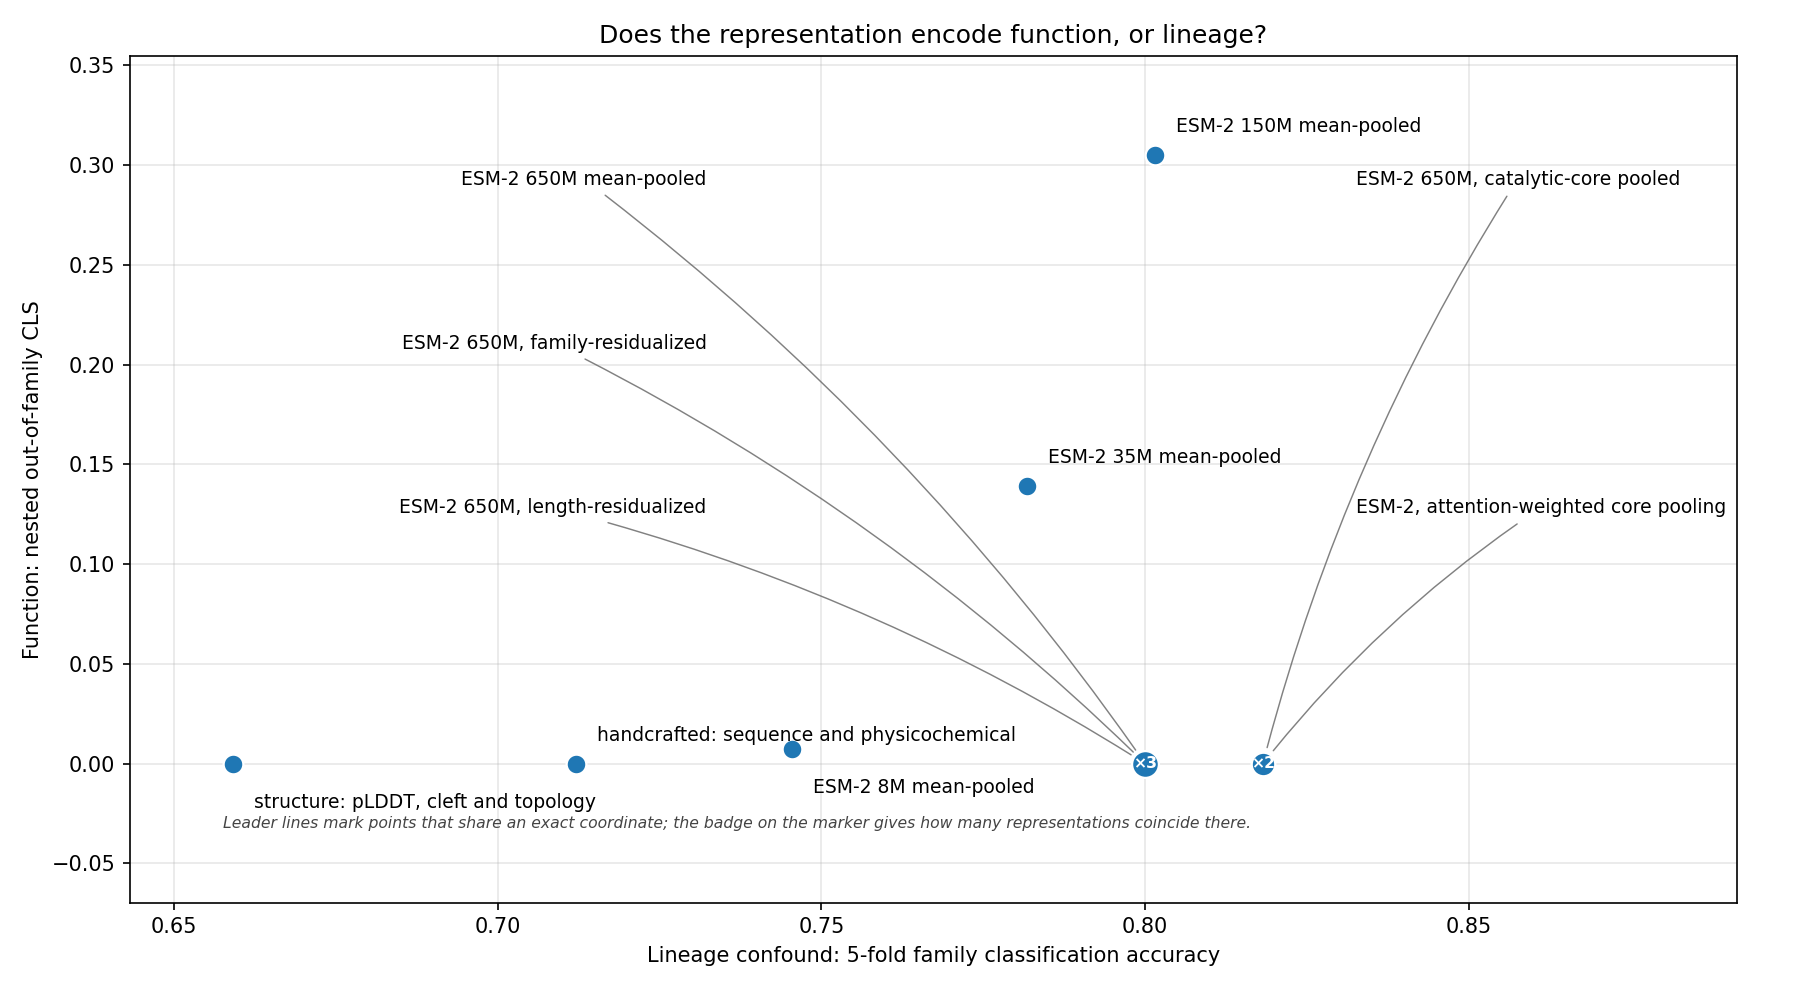 Does the representation encode function, or lineage?
0.35
0.30
0.25
0.20
0.15
0.10
0.05
0.00
−0.05
Function: nested out-of-family CLS
ESM-2 150M mean-pooled
ESM-2 650M mean-pooled
ESM-2 650M, catalytic-core pooled
ESM-2 650M, family-residualized
ESM-2 35M mean-pooled
ESM-2 650M, length-residualized
ESM-2, attention-weighted core pooling
handcrafted: sequence and physicochemical
×3
×2
ESM-2 8M mean-pooled
structure: pLDDT, cleft and topology
Leader lines mark points that share an exact coordinate; the badge on the marker gives how many representations coincide there.
0.65
0.70
0.75
0.80
0.85
Lineage confound: 5-fold family classification accuracy